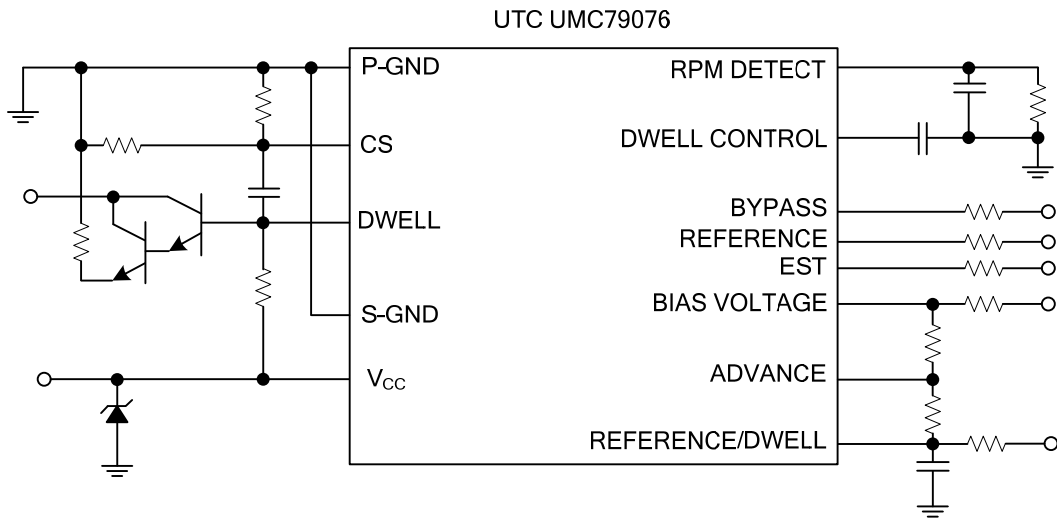 UTC UMC79076
P-GND
CS
DWELL
S-GND
VCC
RPM DETECT
DWELL CONTROL
BYPASS
REFERENCE
EST
BIAS VOLTAGE
ADVANCE
REFERENCE/DWELL